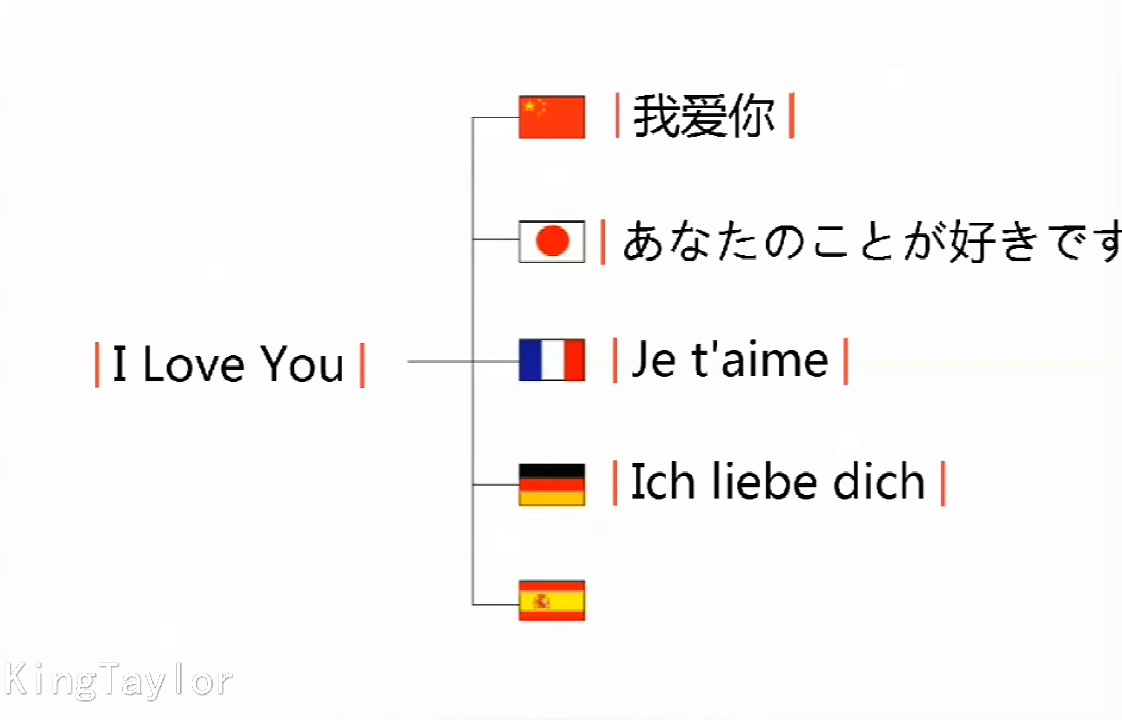 我爱你
あなたのことが好きです
I Love You
Je t'aime
Ich liebe dich
KingTaylor